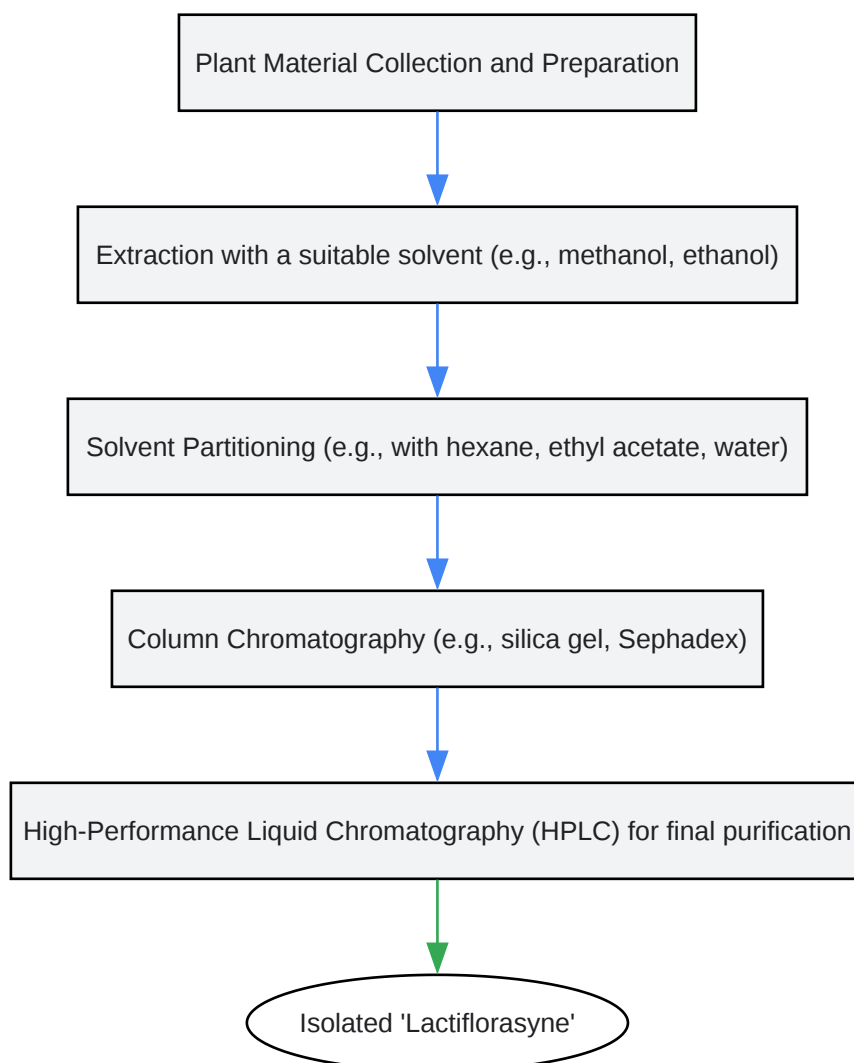 Plant Material Collection and Preparation
Extraction with a suitable solvent (e.g., methanol, ethanol)
Solvent Partitioning (e.g., with hexane, ethyl acetate, water)
Column Chromatography (e.g., silica gel, Sephadex)
High-Performance Liquid Chromatography (HPLC) for final purification
Isolated 'Lactiflorasyne'